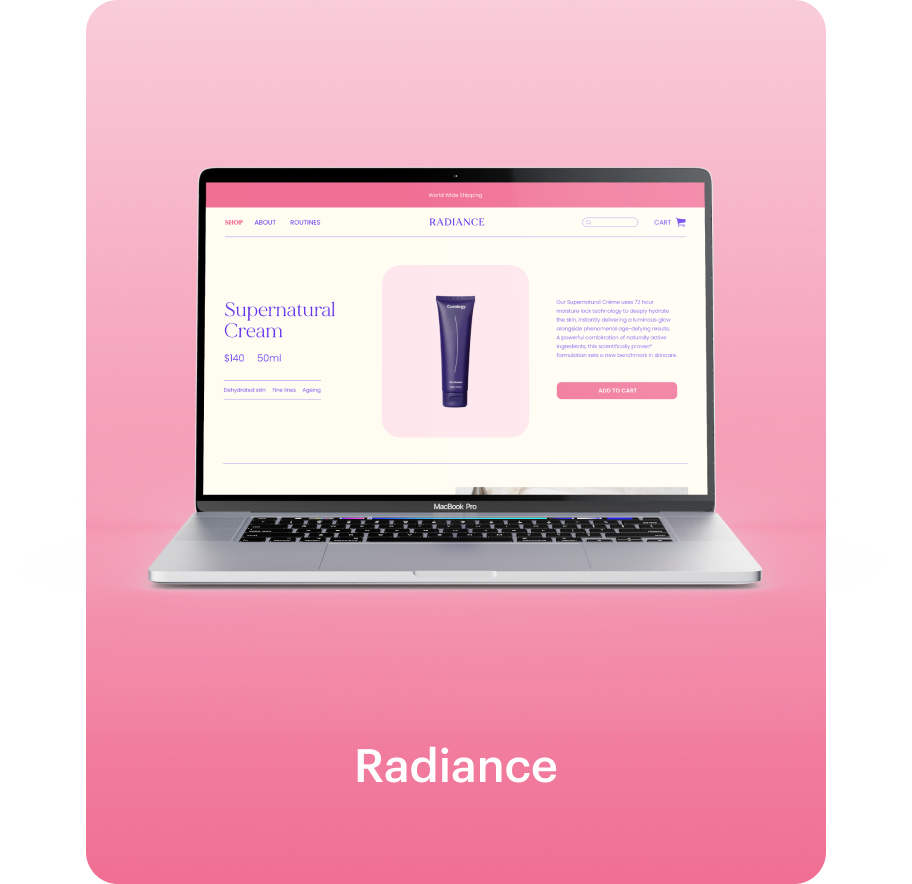 World Wide Shipping
SHOP ABOUT ROUTINES RADIANCE CART
Supernatural
Cream
$140 50ml
Dehydrated skin Fine lines Ageing
Curology
Our Supernatural Crème uses 72 hour
moisture lock technology to deeply hydrate
the skin, instantly delivering a luminous glow
alongside phenomenal age-defying results.
A powerful combination of naturally active
ingredients, this scientifically proven*
formulation sets a new benchmark in skincare.
ADD TO CART
MacBook Pro
Radiance